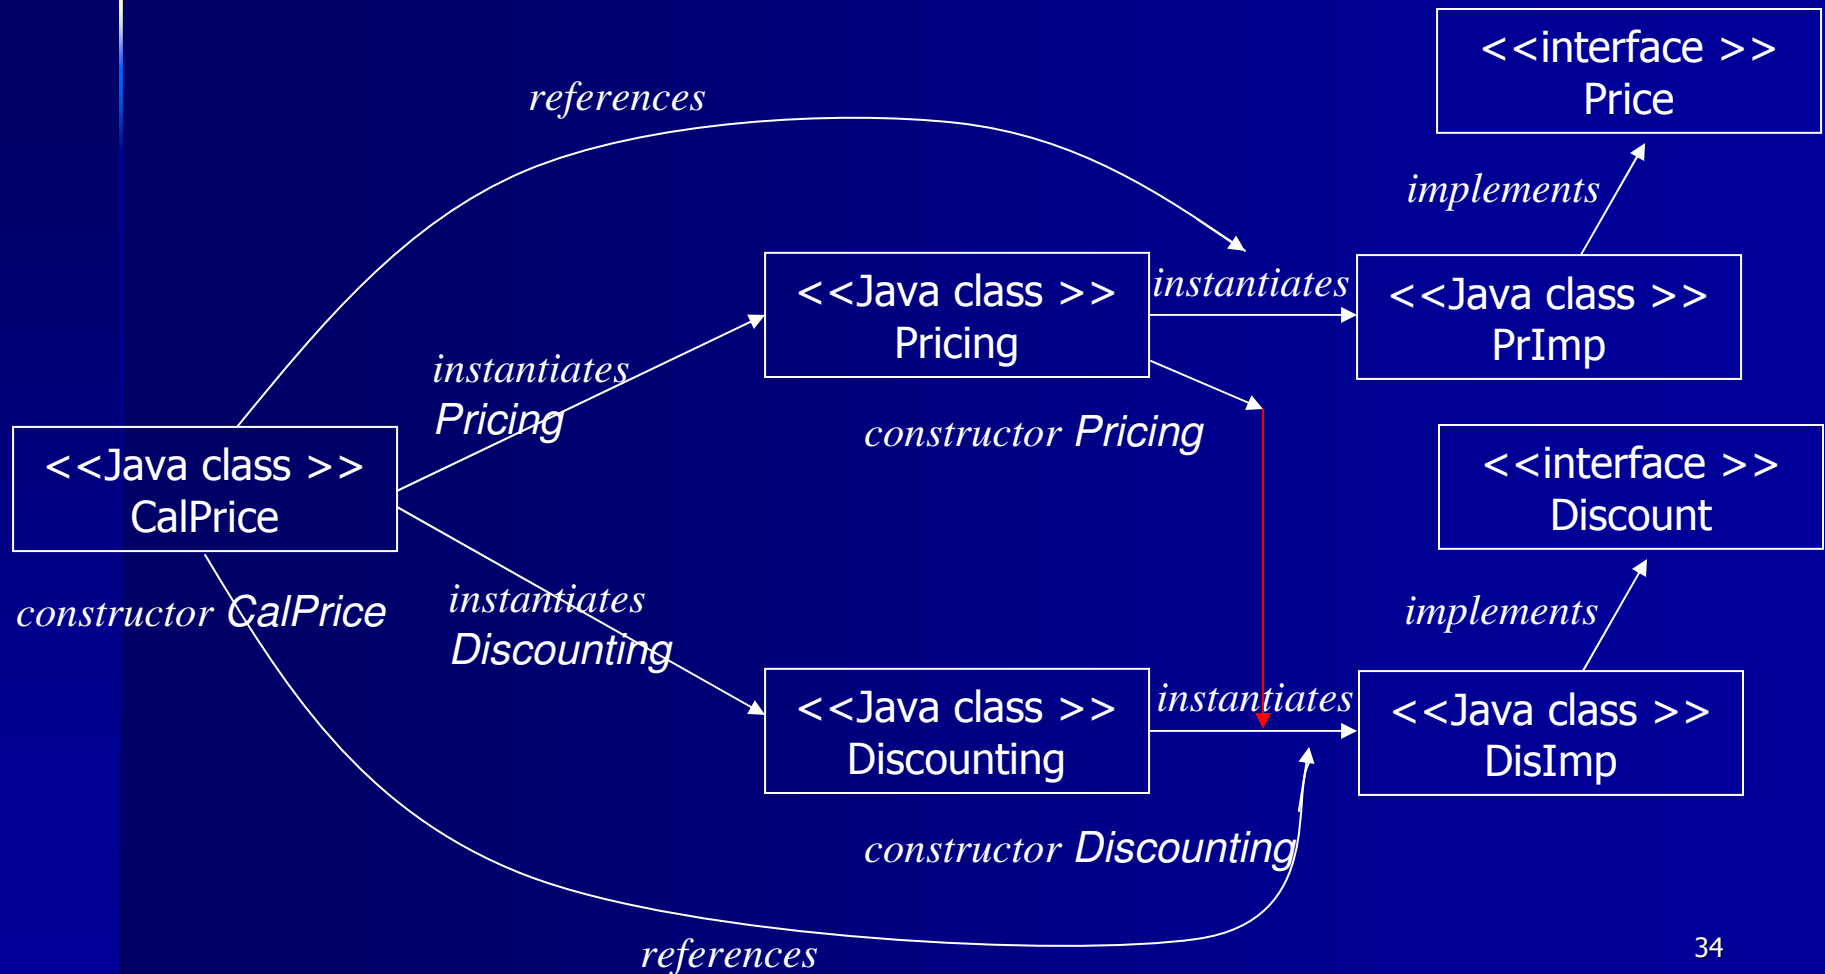 <<interface >>
Price
references
implements
<<Java class >>
Pricing
instantiates
<<Java class >>
PrImp
instantiates
Pricing
constructor Pricing
<<Java class >>
CalPrice
<<interface >>
Discount
constructor CalPrice
instantiates
Discounting
implements
<<Java class >>
Discounting
instantiates
<<Java class >>
DisImp
constructor Discounting
references
34